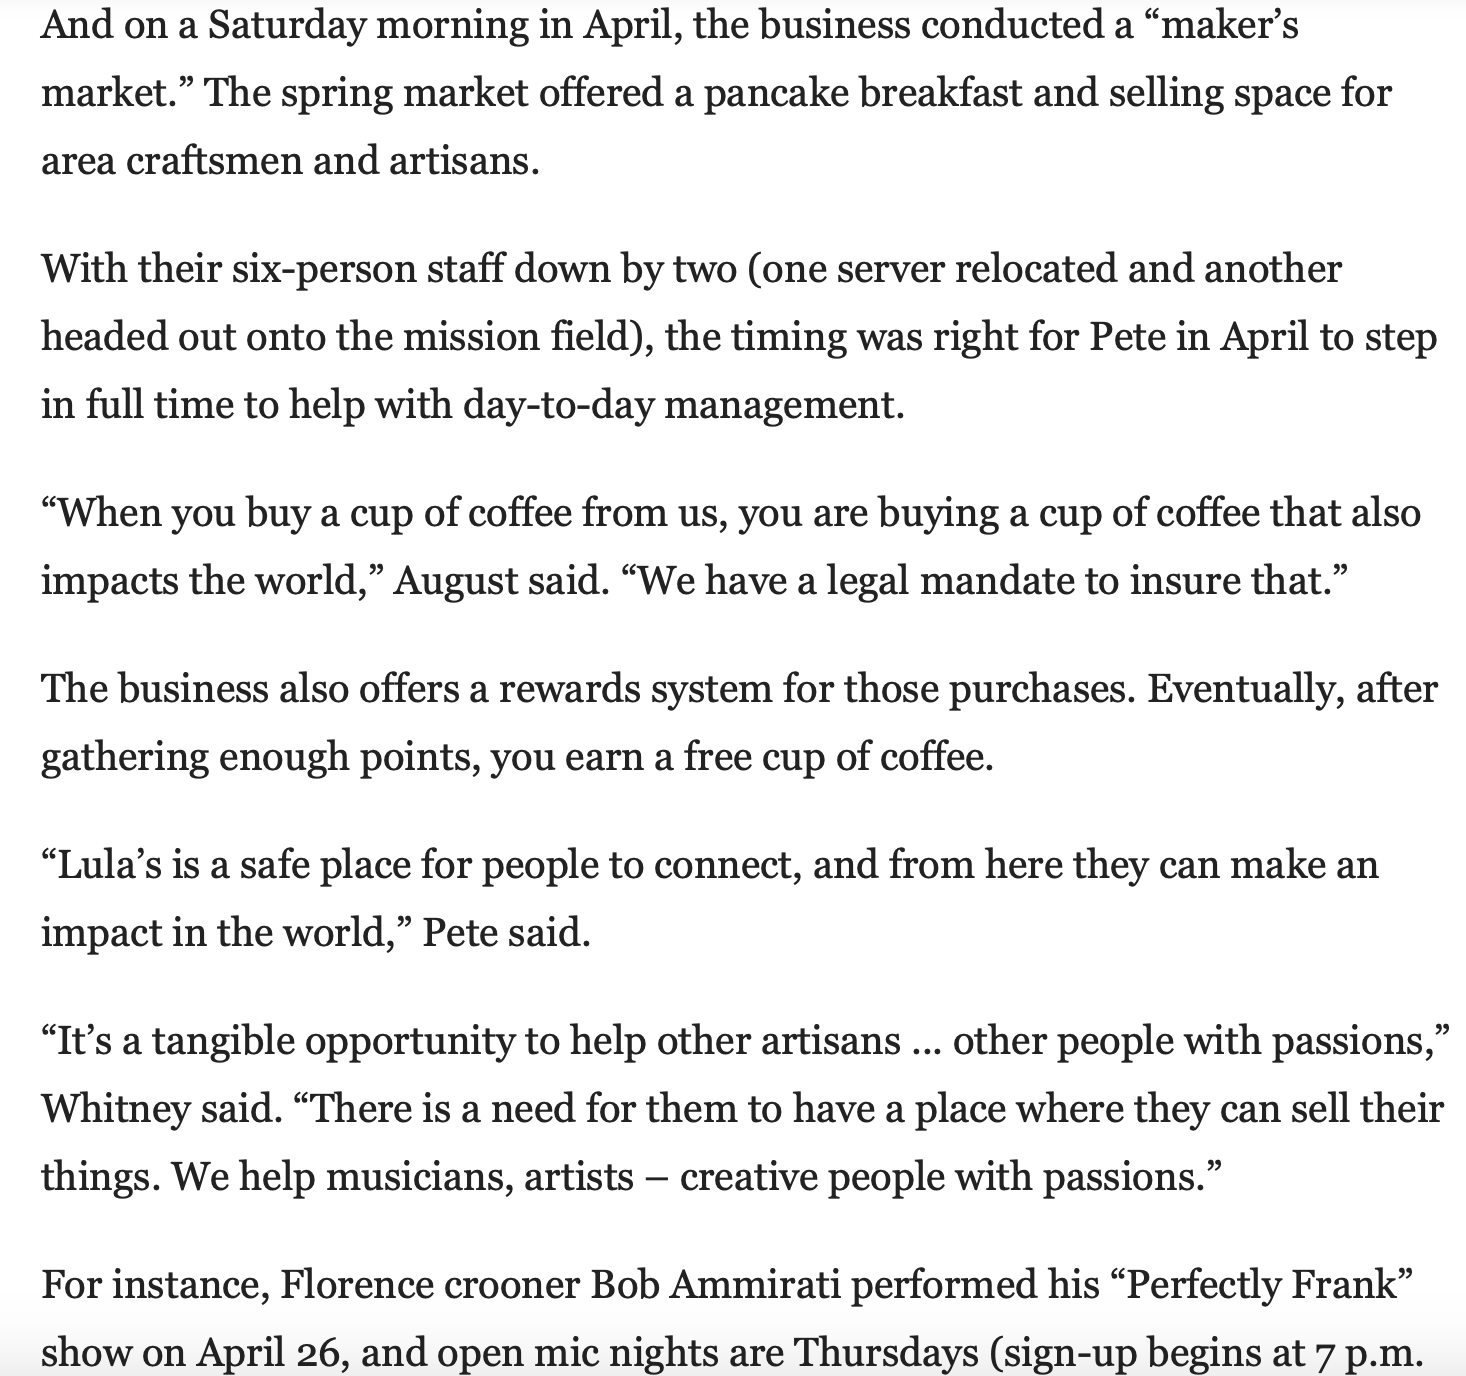 And on a Saturday morning in April, the business conducted a “maker’s
market.” The spring market offered a pancake breakfast and selling space for
area craftsmen and artisans.
With their six-person staff down by two (one server relocated and another
headed out onto the mission field), the timing was right for Pete in April to step
in full time to help with day-to-day management.
“When you buy a cup of coffee from us, you are buying a cup of coffee that also
impacts the world,” August said. “We have a legal mandate to insure that.”
The business also offers a rewards system for those purchases. Eventually, after
gathering enough points, you earn a free cup of coffee.
“Lula’s is a safe place for people to connect, and from here they can make an
impact in the world,” Pete said.
“It’s a tangible opportunity to help other artisans ... other people with passions,”
Whitney said. “There is a need for them to have a place where they can sell their
things. We help musicians, artists – creative people with passions.”
For instance, Florence crooner Bob Ammirati performed his “Perfectly Frank”
show on April 26, and open mic nights are Thursdays (sign-up begins at 7 p.m.